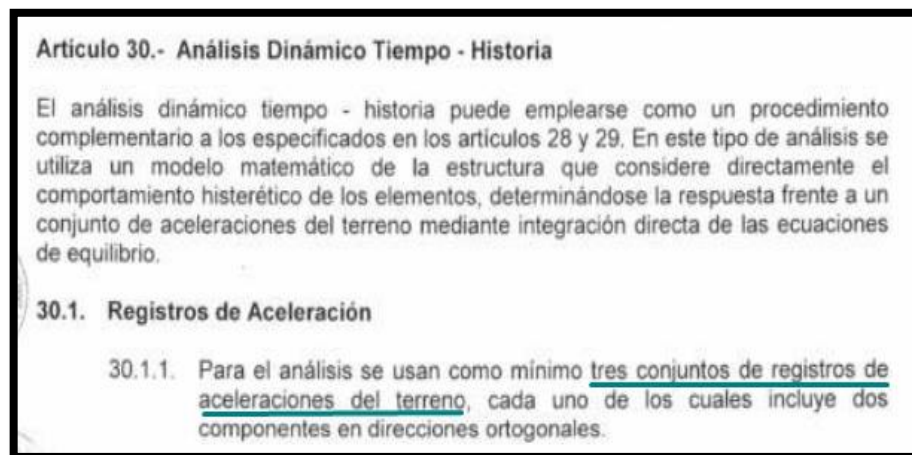 Artículo 30.- Análisis Dinámico Tiempo - Historia
El análisis dinámico tiempo - historia puede emplearse como un procedimiento
complementario a los especificados en los artículos 28 y 29. En este tipo de análisis se
utiliza un modelo matemático de la estructura que considere directamente el
comportamiento histerético de los elementos, determinándose la respuesta frente a un
conjunto de aceleraciones del terreno mediante integración directa de las ecuaciones
de equilibrio.
30.1. Registros de Aceleración
30.1.1. Para el análisis se usan como mínimo tres conjuntos de registros de
aceleraciones del terreno, cada uno de los cuales incluye dos
componentes en direcciones ortogonales.